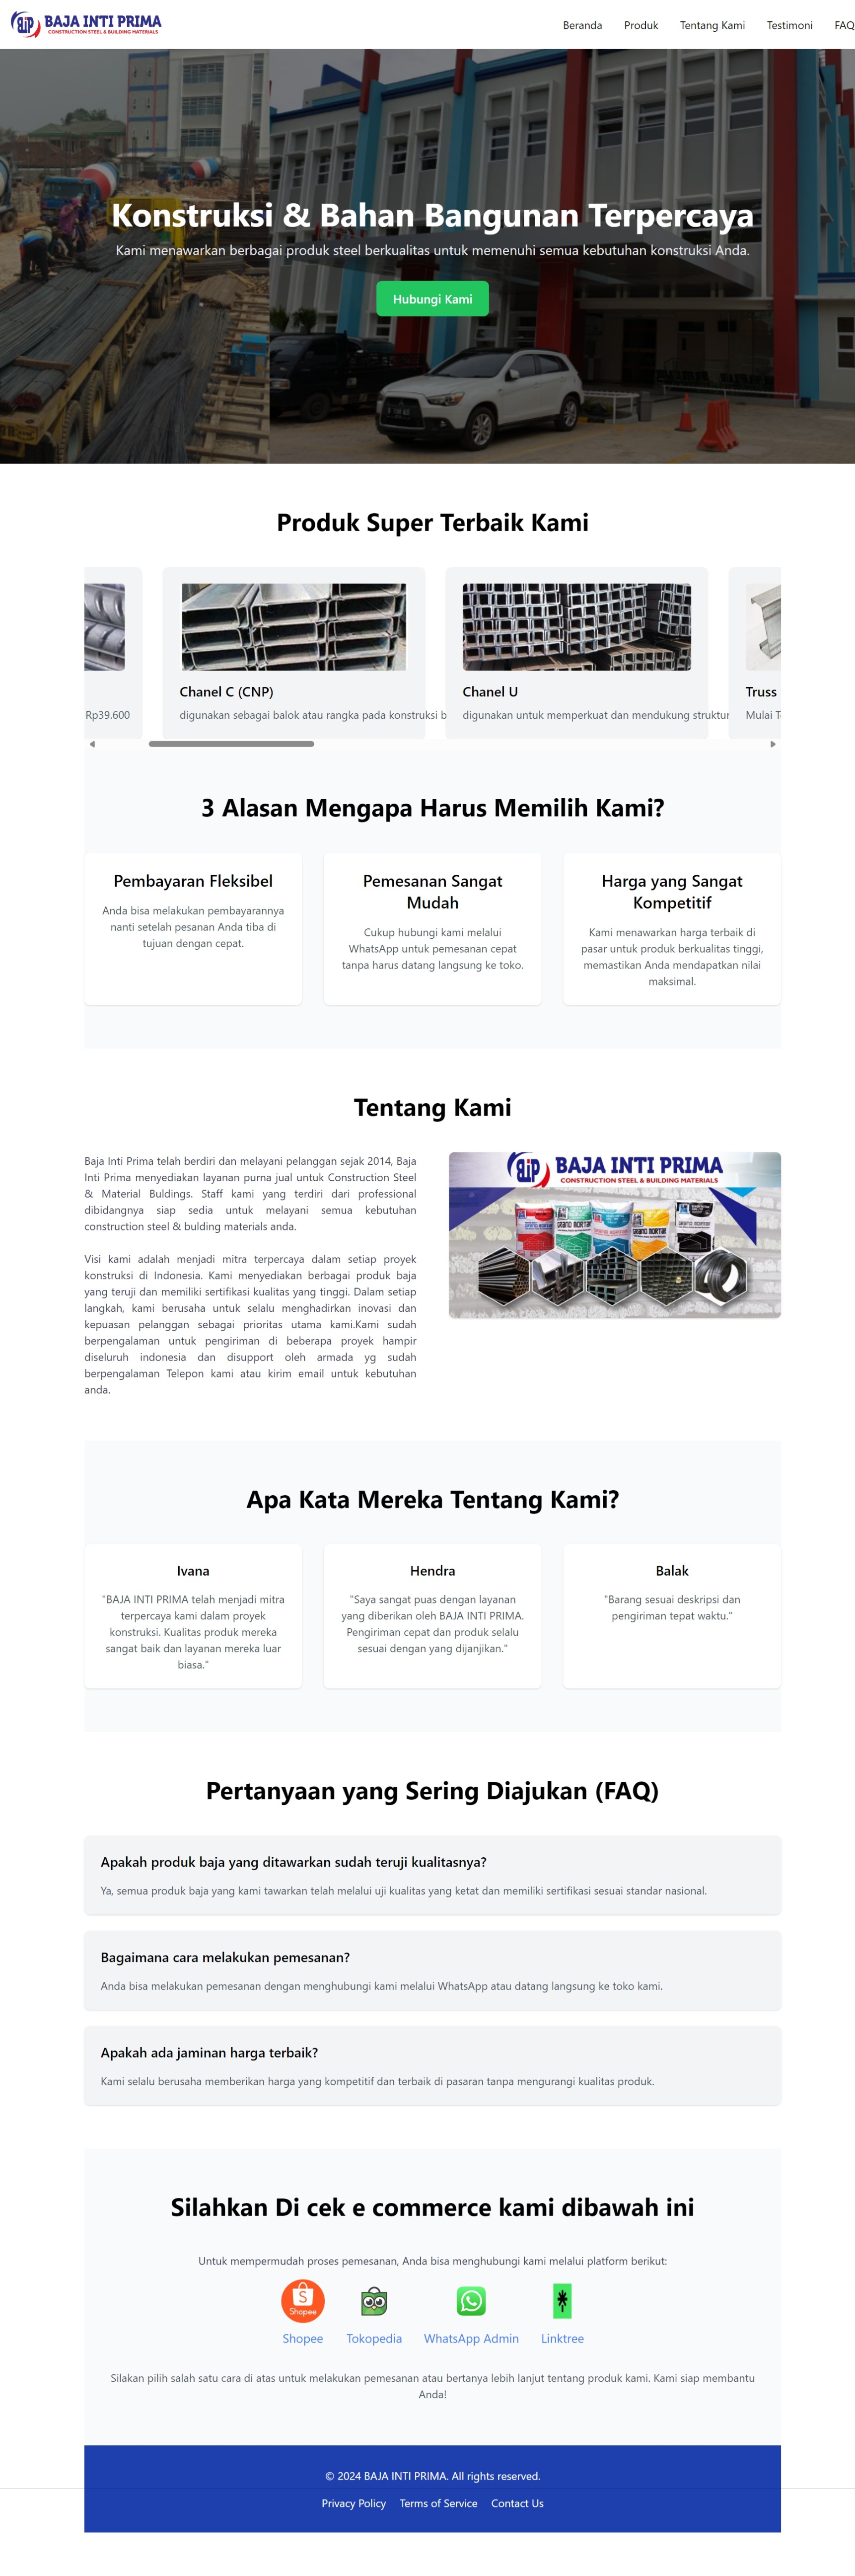 BAJA INTI PRIMA
CONSTRUCTION STEEL & BUILDING MATERIALS
Beranda Produk Tentang Kami Testimoni FAQ
Konstruksi & Bahan Bangunan Terpercaya
Kami menawarkan berbagai produk steel berkualitas untuk memenuhi semua kebutuhan konstruksi Anda.
Hubungi Kami
Produk Super Terbaik Kami
Rp39.600
Chanel C (CNP)
digunakan sebagai balok atau rangka pada konstruksi b
Chanel U
digunakan untuk memperkuat dan mendukung struktur
Truss
Mulai
3 Alasan Mengapa Harus Memilih Kami?
Pembayaran Fleksibel
Anda bisa melakukan pembayarannya
nanti setelah pesanan Anda tiba di
tujuan dengan cepat.
Pemesanan Sangat
Mudah
Cukup hubungi kami melalui
WhatsApp untuk pemesanan cepat
tanpa harus datang langsung ke toko.
Harga yang Sangat
Kompetitif
Kami menawarkan harga terbaik di
pasar untuk produk berkualitas tinggi,
memastikan Anda mendapatkan nilai
maksimal.
Tentang Kami
Baja Inti Prima telah berdiri dan melayani pelanggan sejak 2014, Baja
Inti Prima menyediakan layanan purna jual untuk Construction Steel
& Material Buldings. Staff kami yang terdiri dari professional
dibidangnya siap sedia untuk melayani semua kebutuhan
construction steel & bulding materials anda.
Visi kami adalah menjadi mitra terpercaya dalam setiap proyek
konstruksi di Indonesia. Kami menyediakan berbagai produk baja
yang teruji dan memiliki sertifikasi kualitas yang tinggi. Dalam setiap
langkah, kami berusaha untuk selalu menghadirkan inovasi dan
kepuasan pelanggan sebagai prioritas utama kami.Kami sudah
berpengalaman untuk pengiriman di beberapa proyek hampir
diseluruh indonesia dan disupport oleh armada yg sudah
berpengalaman Telepon kami atau kirim email untuk kebutuhan
anda.
BIP BAJA INTI PRIMA
CONSTRUCTION STEEL & BUILDING MATERIALS
Apa Kata Mereka Tentang Kami?
Ivana
"BAJA INTI PRIMA telah menjadi mitra
terpercaya kami dalam proyek
konstruksi. Kualitas produk mereka
sangat baik dan layanan mereka luar
biasa."
Hendra
"Saya sangat puas dengan layanan
yang diberikan oleh BAJA INTI PRIMA.
Pengiriman cepat dan produk selalu
sesuai dengan yang dijanjikan."
Balak
"Barang sesuai deskripsi dan
pengiriman tepat waktu."
Pertanyaan yang Sering Diajukan (FAQ)
Apakah produk baja yang ditawarkan sudah teruji kualitasnya?
Ya, semua produk baja yang kami tawarkan telah melalui uji kualitas yang ketat dan memiliki sertifikasi sesuai standar nasional.
Bagaimana cara melakukan pemesanan?
Anda bisa melakukan pemesanan dengan menghubungi kami melalui WhatsApp atau datang langsung ke toko kami.
Apakah ada jaminan harga terbaik?
Kami selalu berusaha memberikan harga yang kompetitif dan terbaik di pasaran tanpa mengurangi kualitas produk.
Silahkan Di cek e commerce kami dibawah ini
Untuk mempermudah proses pemesanan, Anda bisa menghubungi kami melalui platform berikut:
Shopee
Shopee Tokopedia WhatsApp Admin Linktree
Silakan pilih salah satu cara di atas untuk melakukan pemesanan atau bertanya lebih lanjut tentang produk kami. Kami siap membantu
Anda!
© 2024 BAJA INTI PRIMA. All rights reserved.
Privacy Policy Terms of Service Contact Us